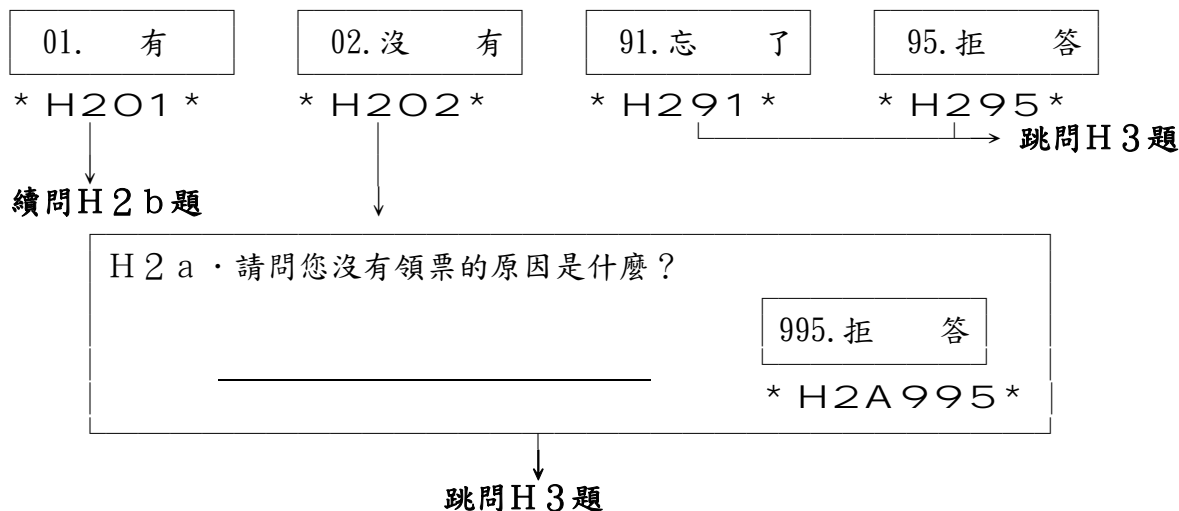 01. 有 02.沒 有 91.忘 了 95.拒 答
*H201* *H202* *H291* *H295*
跳問H3題
續問H2b題
H2a·請問您沒有領票的原因是什麼？
995.拒 答
*H2A995*
跳問H3題